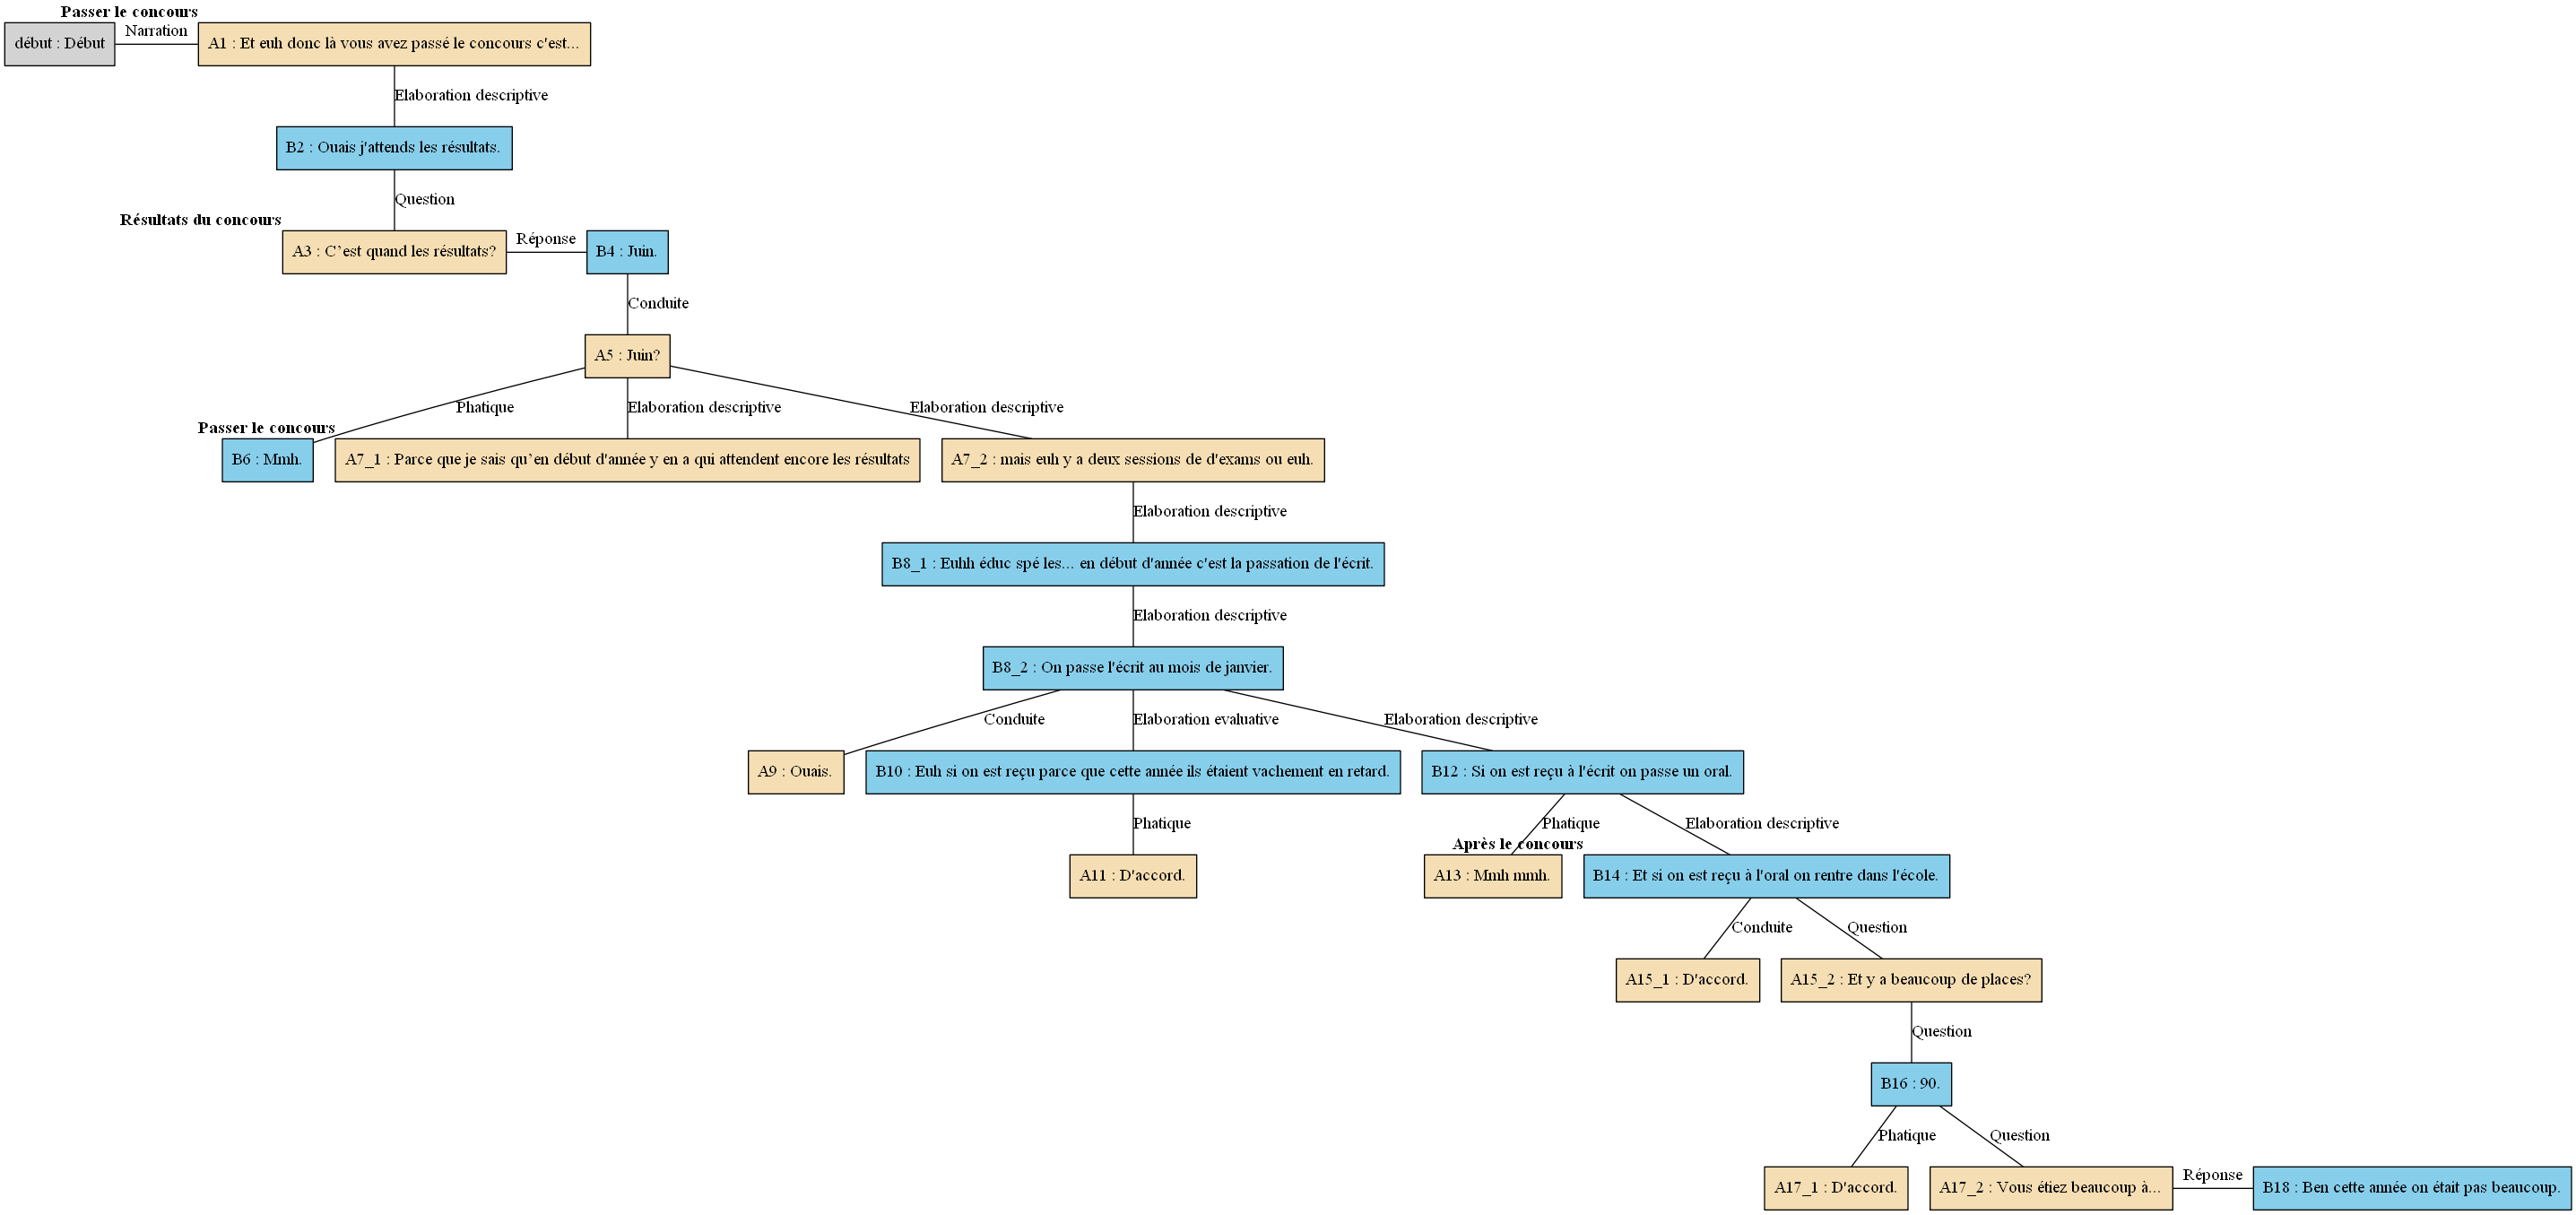 Passer le concours
début : Début
Narration
A1 : Et euh donc là vous avez passé le concours c'est...
Elaboration descriptive
B2 : Ouais j'attends les résultats.
Question
Résultats du concours
A3 : C’est quand les résultats?
Réponse
B4 : Juin.
Conduite
A5 : Juin?
Phatique
Elaboration descriptive
Elaboration descriptive
Passer le concours
B6 : Mmh.
A7_1 : Parce que je sais qu’en début d'année y en a qui attendent encore les résultats
A7_2 : mais euh y a deux sessions de d'exams ou euh.
Elaboration descriptive
B8_1 : Euhh éduc spé les... en début d'année c'est la passation de l'écrit.
Elaboration descriptive
B8_2 : On passe l'écrit au mois de janvier.
Conduite
Elaboration evaluative
Elaboration descriptive
A9 : Ouais.
B10 : Euh si on est reçu parce que cette année ils étaient vachement en retard.
B12 : Si on est reçu à l'écrit on passe un oral.
Phatique
Phatique
Elaboration descriptive
Après le concours
A11 : D'accord.
A13 : Mmh mmh.
B14 : Et si on est reçu à l'oral on rentre dans l'école.
Conduite
Question
A15_1 : D'accord.
A15_2 : Et y a beaucoup de places?
Question
B16 : 90.
Phatique
Question
A17_1 : D'accord.
A17_2 : Vous étiez beaucoup à...
Réponse
B18 : Ben cette année on était pas beaucoup.